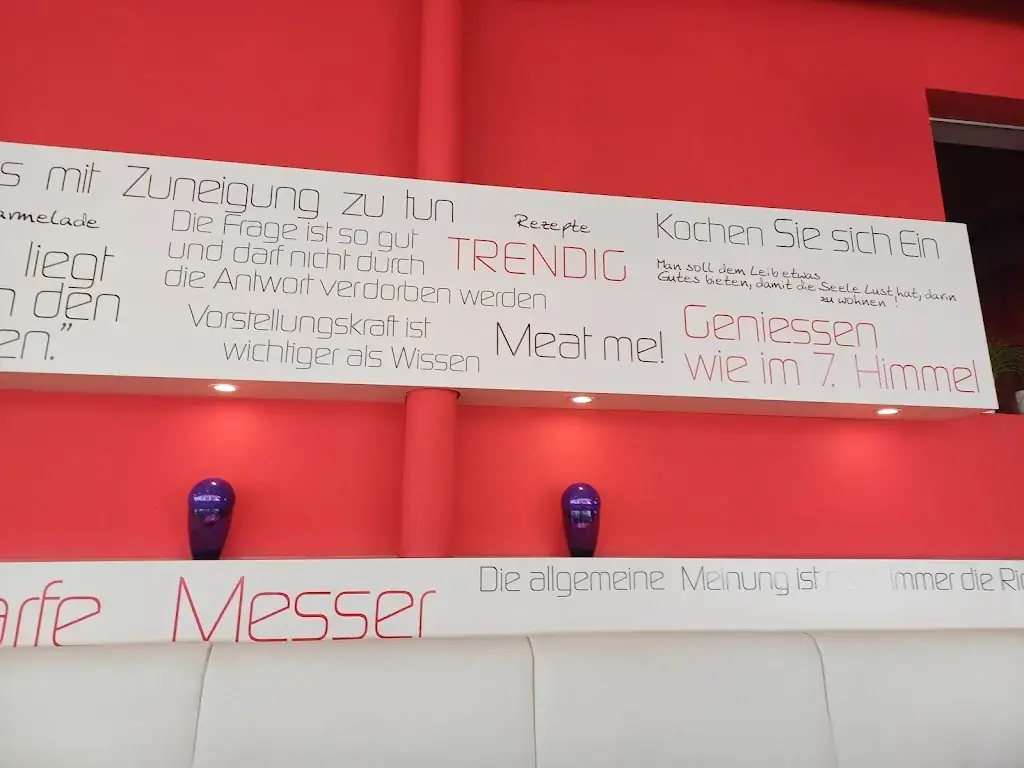 s mit Zuneigung zu tun
armelade
liegt
n den
en."
Die Frage ist so gut
und darf nicht durch
die Antwort verdorben werden
Vorstellungskraft ist
wichtiger als Wissen
Rezepte
TRENDIG
Meat me!
Kochen Sie sich Ein
Man soll dem Leib etwas
Gutes bieten, damit die Seele Lust hat, darin
zu wohnen!
Geniessen
wie im 7. Himmel
arfe Messer
Die allgemeine Meinung ist immer die Ri